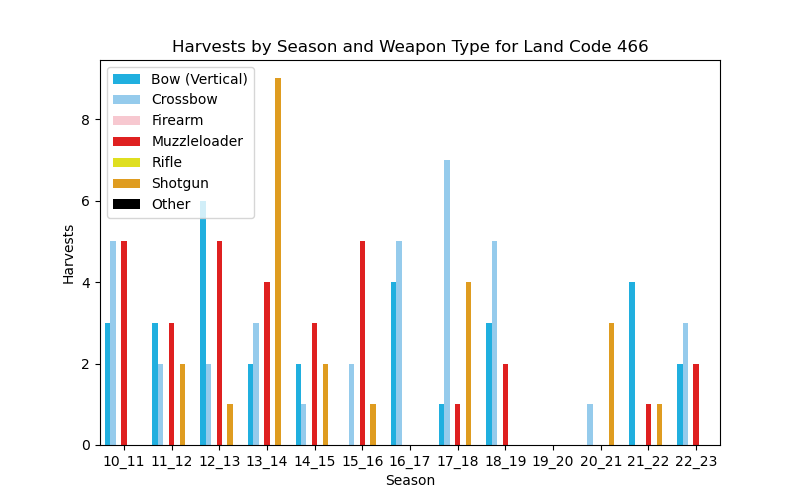 Harvests by Season and Weapon Type for Land Code 466
Bow (Vertical)
Crossbow
Firearm
Muzzleloader
Rifle
Shotgun
Other
Harvests
8
6
4
2
0
10_11 11_12 12_13 13_14 14_15 15_16 16_17 17_18 18_19 19_20 20_21 21_22 22_23
Season